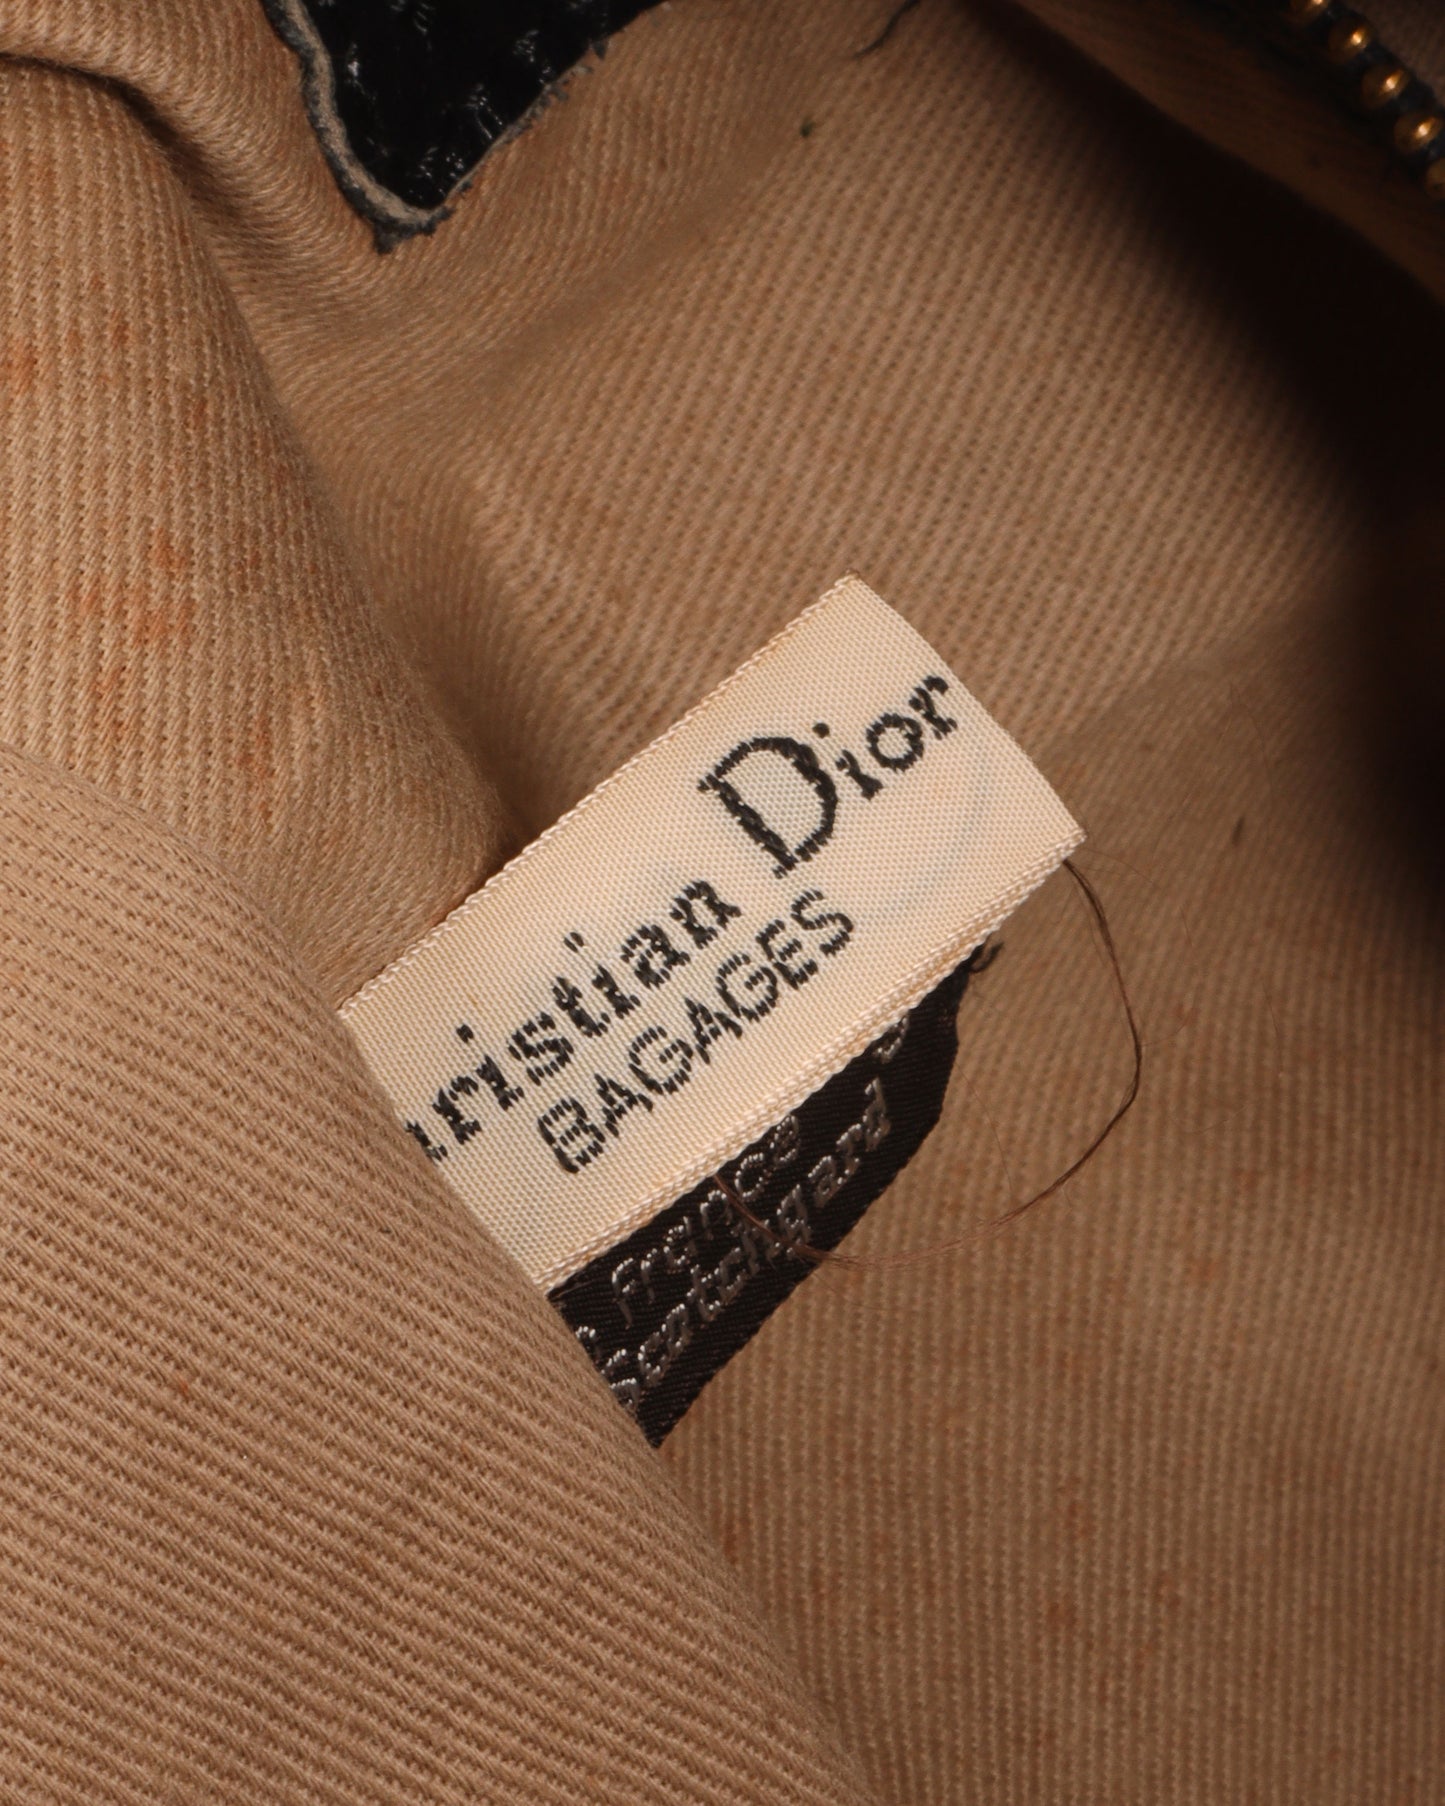 ristian Dior
BAGAGES
France
Scotchgard